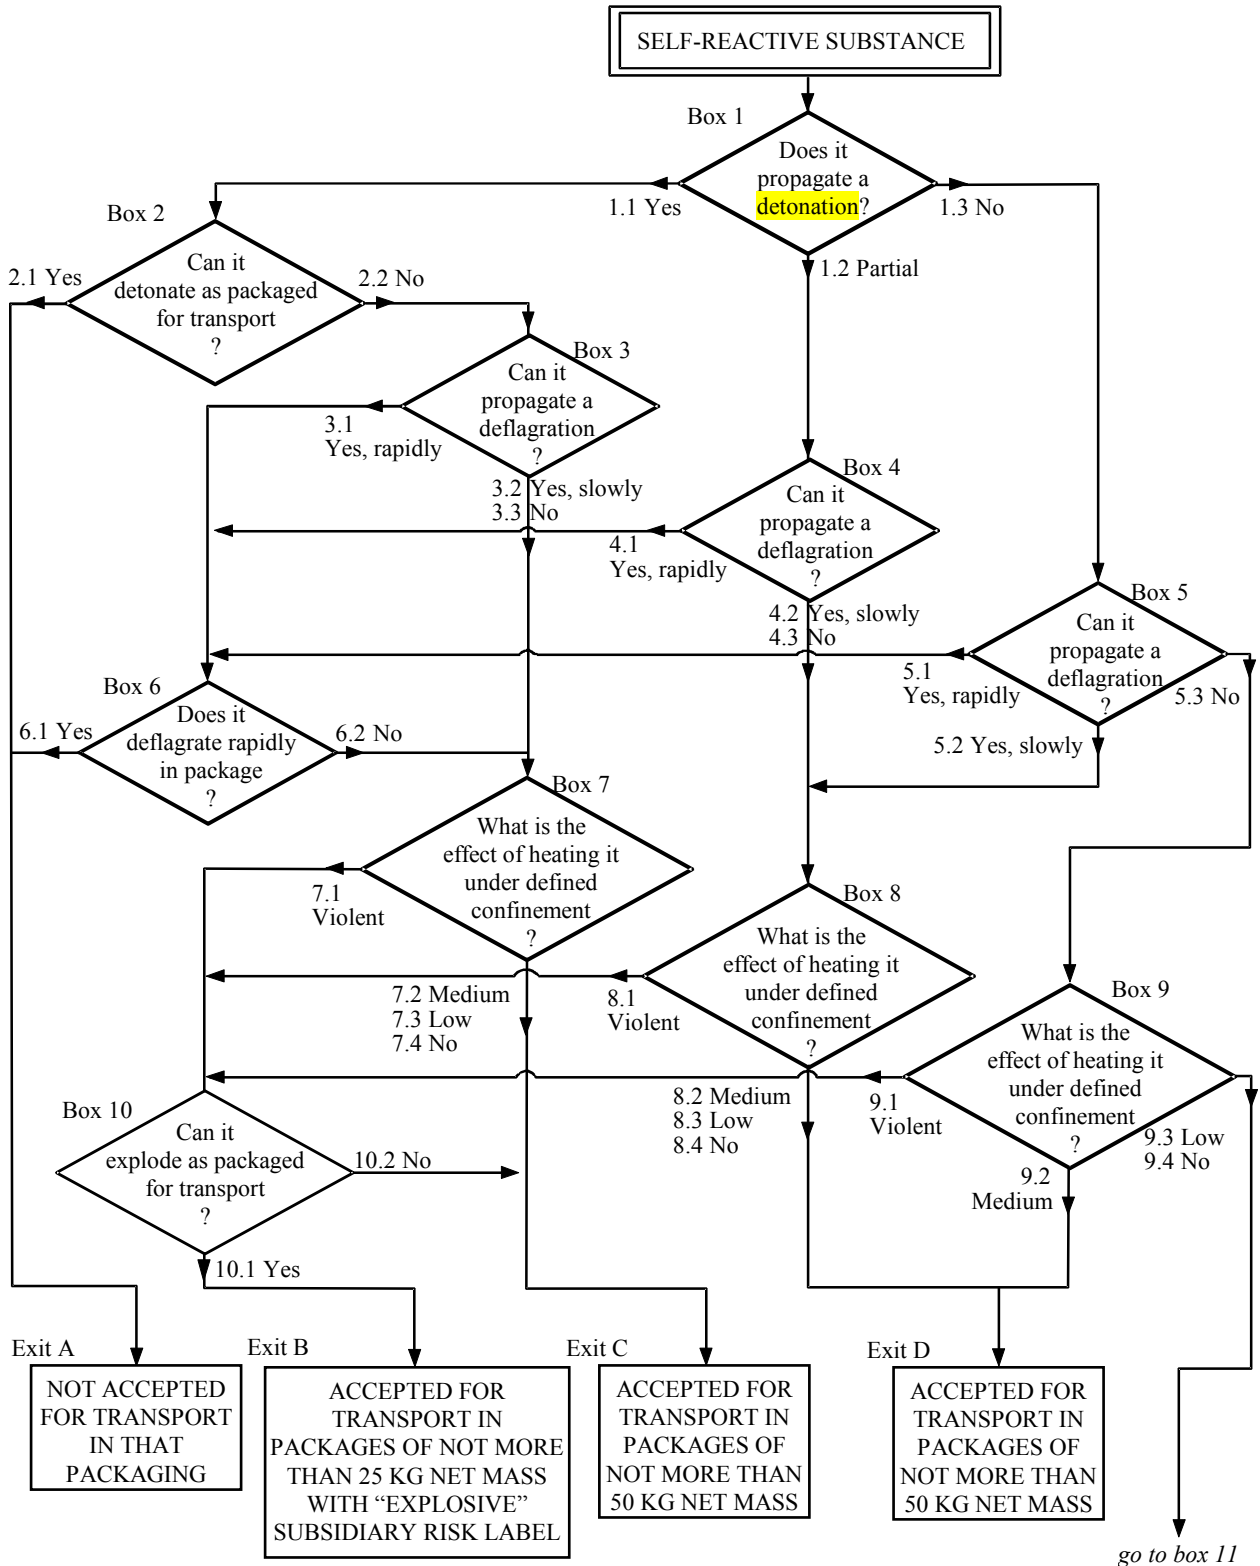 SELF-REACTIVE SUBSTANCE
Box 1
Does it
propagate a
detonation?
1.1 Yes
1.3 No
1.2 Partial
Box 2
Can it
detonate as packaged
for transport
?
2.1 Yes
2.2 No
Box 3
Can it
propagate a
deflagration
?
3.1
Yes, rapidly
3.2 Yes, slowly
3.3 No
Box 4
Can it
propagate a
deflagration
?
4.1
Yes, rapidly
4.2 Yes, slowly
4.3 No
Box 5
Can it
propagate a
deflagration
?
5.1
Yes, rapidly
5.3 No
5.2 Yes, slowly
Box 6
Does it
deflagrate rapidly
in package
?
6.1 Yes
6.2 No
Box 7
What is the
effect of heating it
under defined
confinement
?
7.1
Violent
7.2 Medium
7.3 Low
7.4 No
Box 8
What is the
effect of heating it
under defined
confinement
?
8.1
Violent
8.2 Medium
8.3 Low
8.4 No
Box 9
What is the
effect of heating it
under defined
confinement
?
9.1
Violent
9.3 Low
9.4 No
9.2
Medium
Box 10
Can it
explode as packaged
for transport
?
10.2 No
10.1 Yes
Exit A
NOT ACCEPTED
FOR TRANSPORT
IN THAT
PACKAGING
Exit B
ACCEPTED FOR
TRANSPORT IN
PACKAGES OF NOT MORE
THAN 25 KG NET MASS
WITH “EXPLOSIVE”
SUBSIDIARY RISK LABEL
Exit C
ACCEPTED FOR
TRANSPORT IN
PACKAGES OF
NOT MORE THAN
50 KG NET MASS
Exit D
ACCEPTED FOR
TRANSPORT IN
PACKAGES OF
NOT MORE THAN
50 KG NET MASS
go to box 11